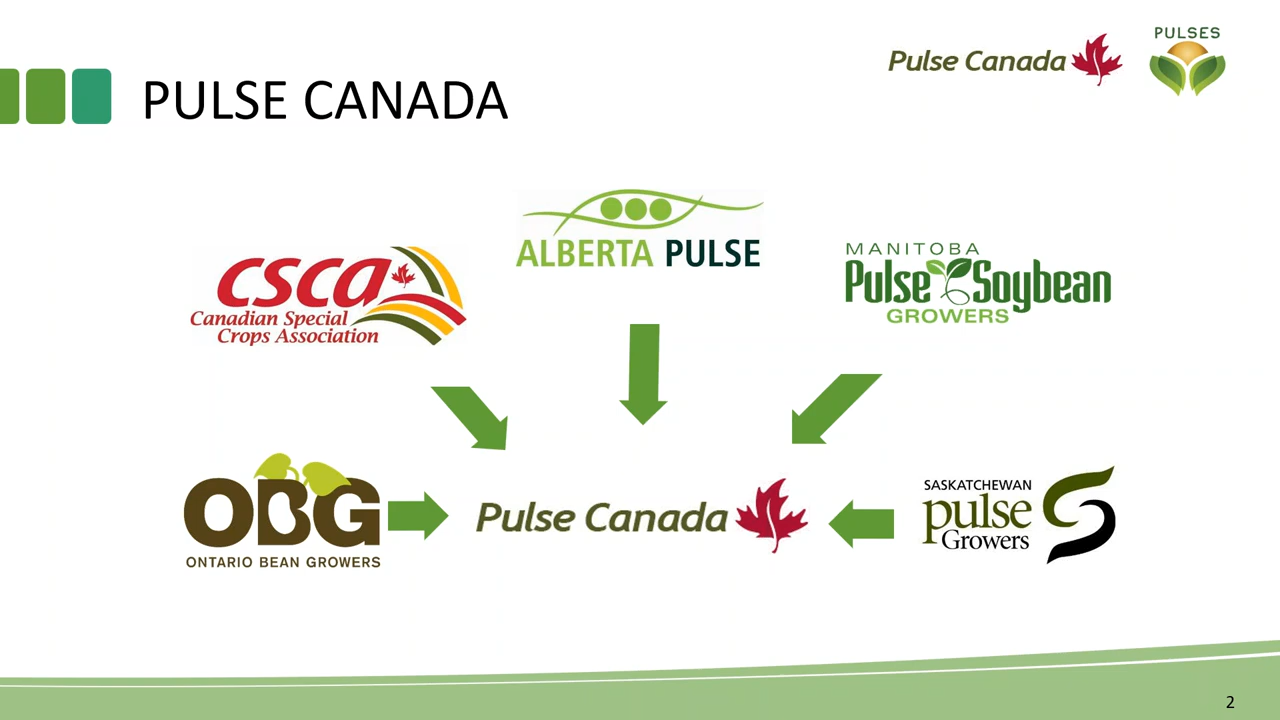 Pulse Canada
PULSES
PULSE CANADA
ALBERTA PULSE
csca
Canadian Special
Crops Association
MANITOBA
Pulse Soybean
GROWERS
OBG
ONTARIO BEAN GROWERS
Pulse Canada
SASKATCHEWAN
pulse
Growers
2